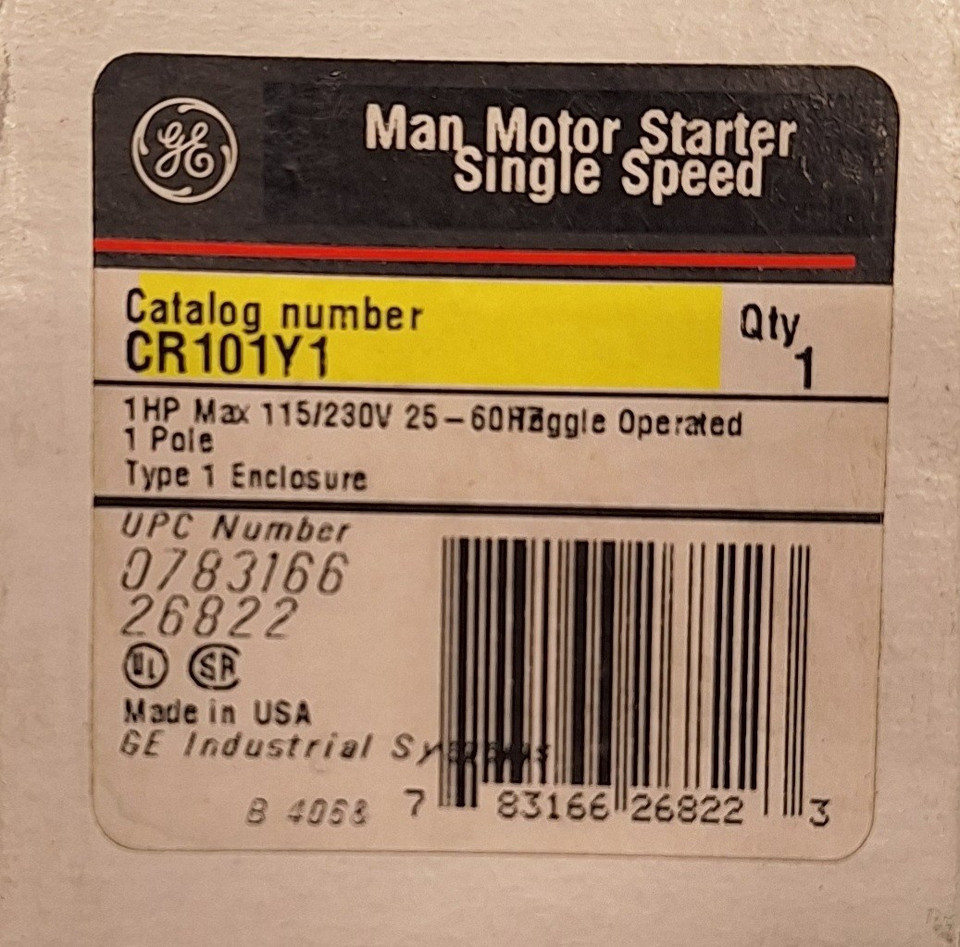 GE
Man Motor Starter
Single Speed
Catalog number
CR101Y1
Qty
1
1HP Max 115/230V 25-60HZ Toggle Operated
1 Pole
Type 1 Enclosure
UPC Number
0783166
26822
UL SA
Made in USA
GE Industrial Systems
B 4068
7 83166 26822 3